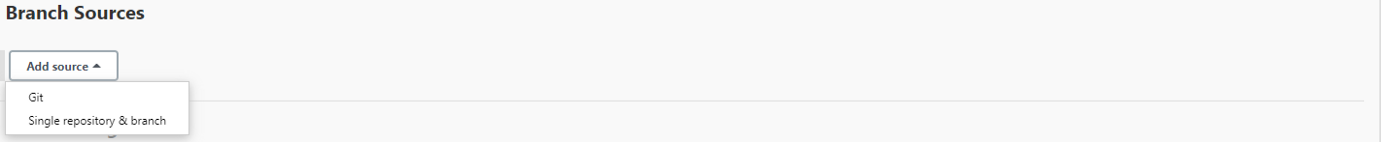 Branch Sources
Add source
Git
Single repository & branch